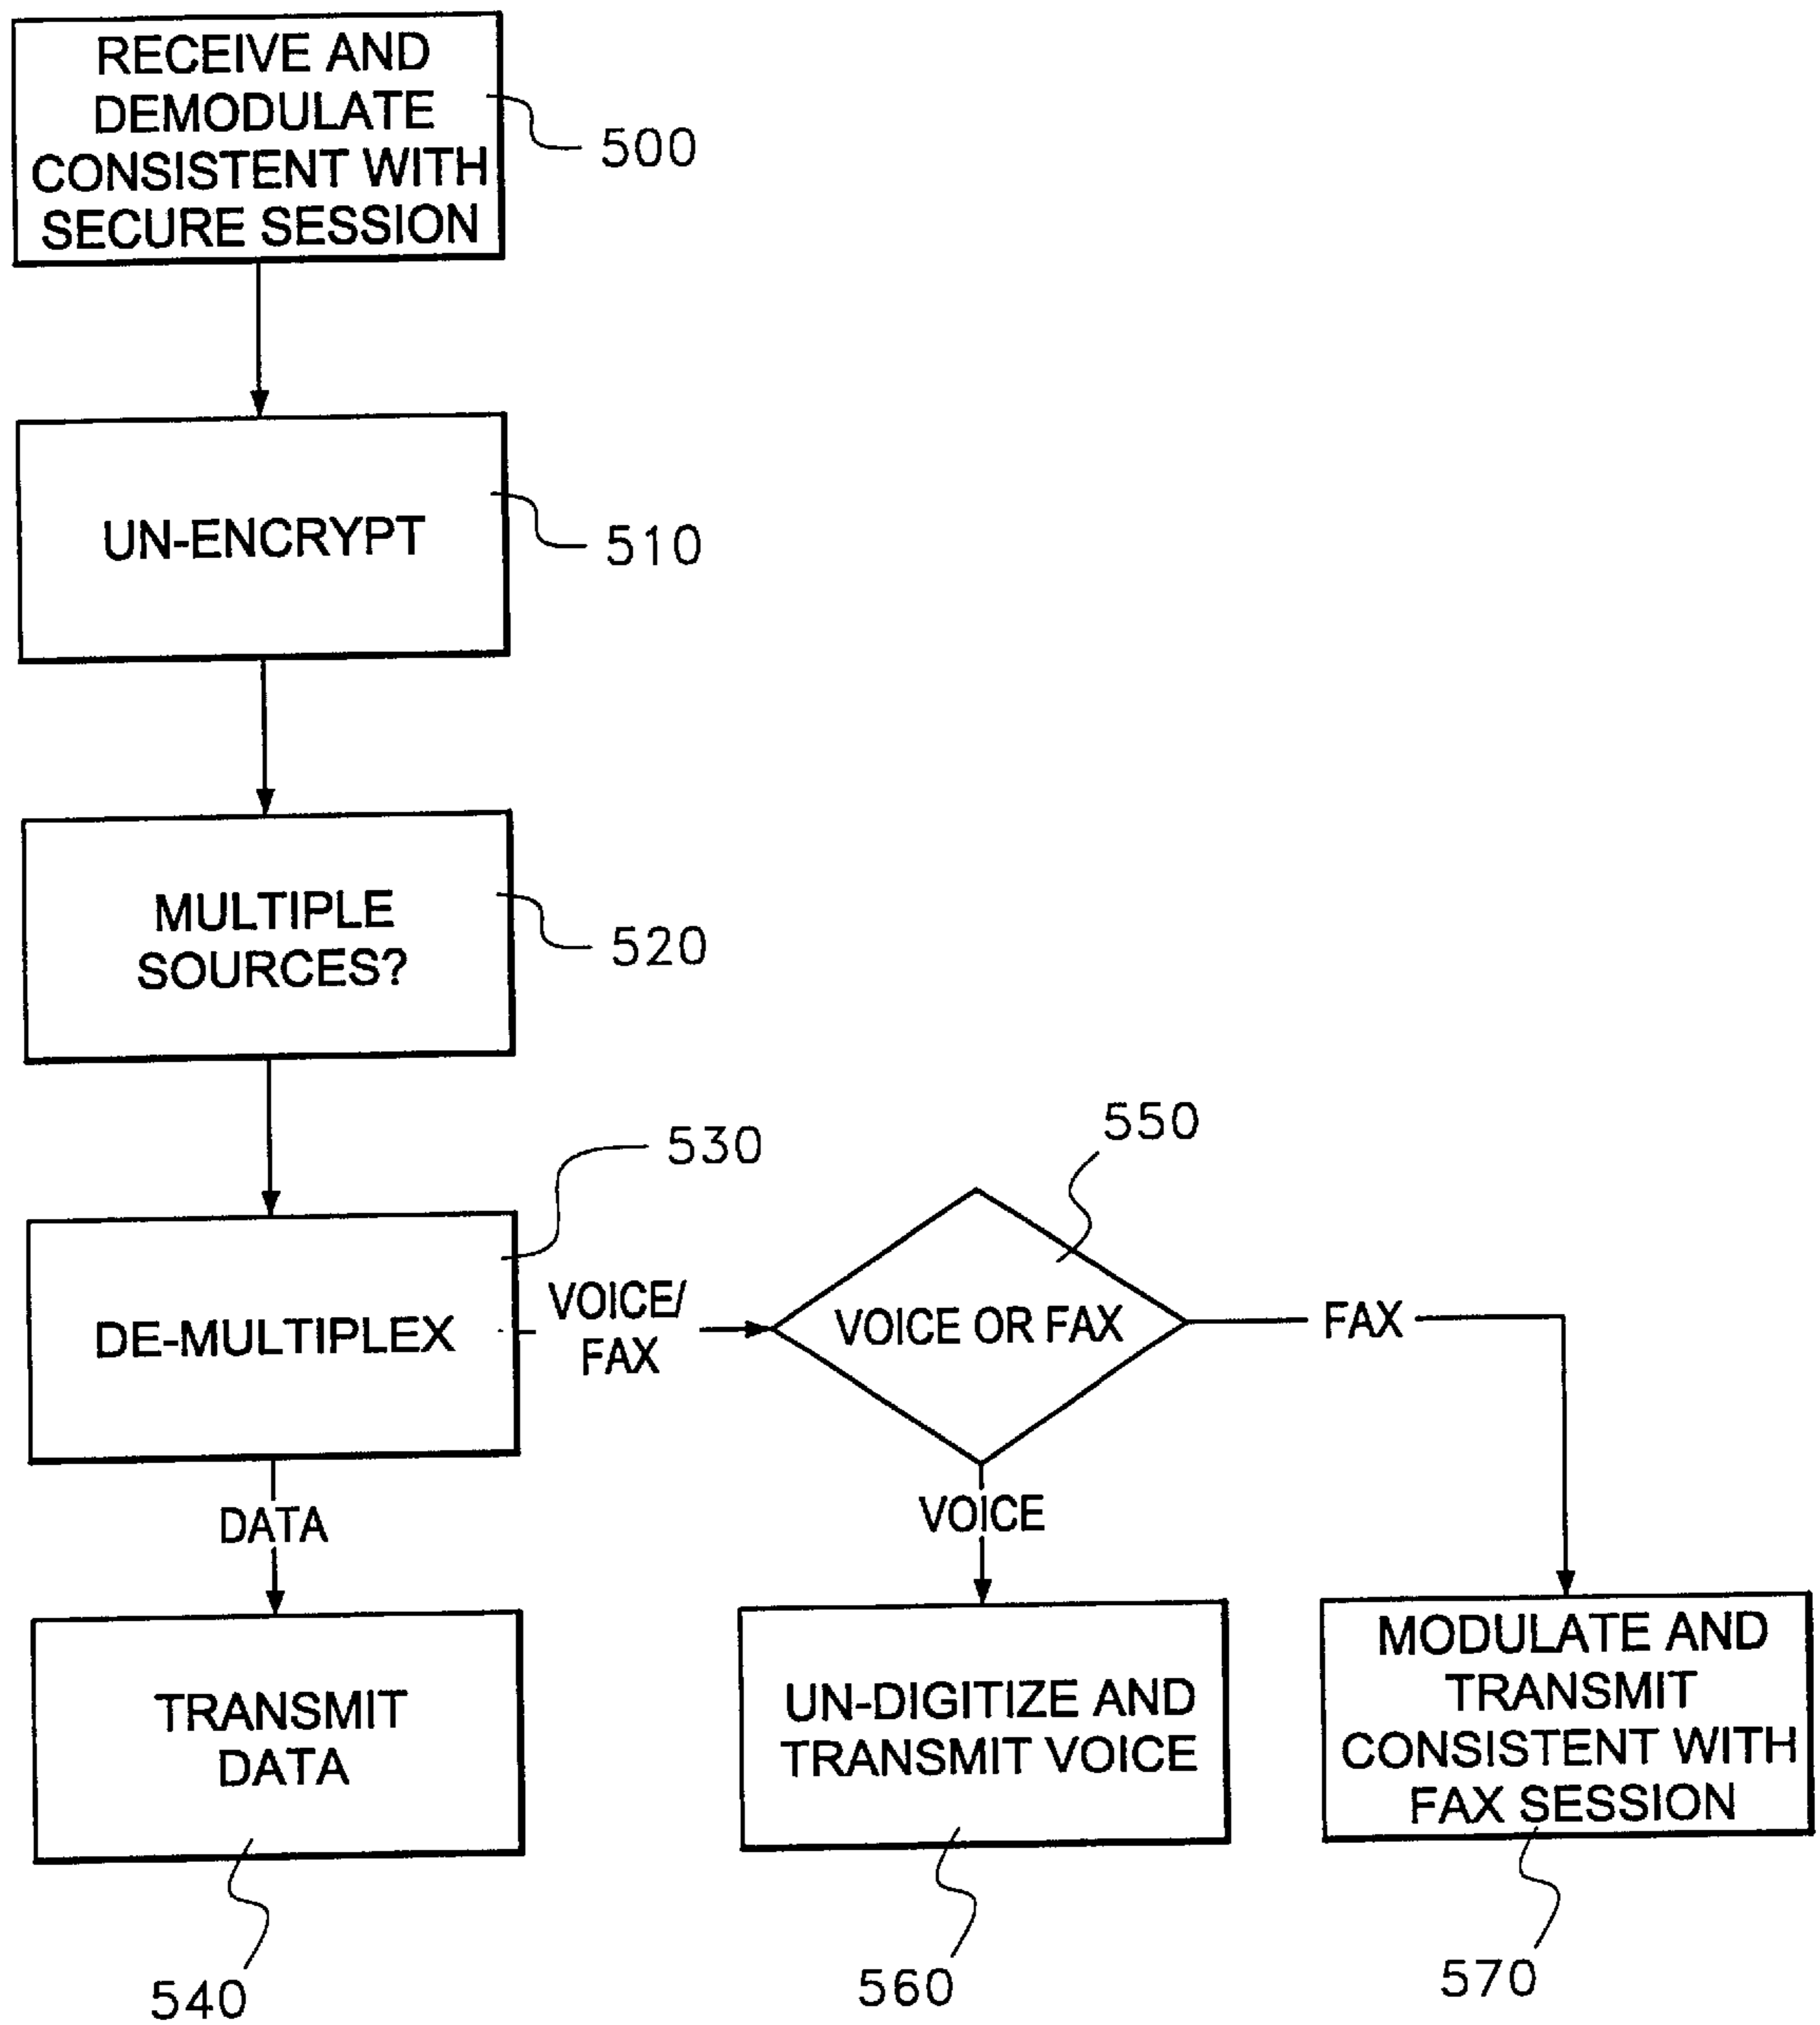 RECEIVE AND
DEMODULATE
CONSISTENT WITH
SECURE SESSION
500
UN-ENCRYPT
510
MULTIPLE
SOURCES?
520
DE-MULTIPLEX
530
VOICE/
FAX
VOICE OR FAX
550
FAX
DATA
VOICE
TRANSMIT
DATA
540
UN-DIGITIZE AND
TRANSMIT VOICE
560
MODULATE AND
TRANSMIT
CONSISTENT WITH
FAX SESSION
570